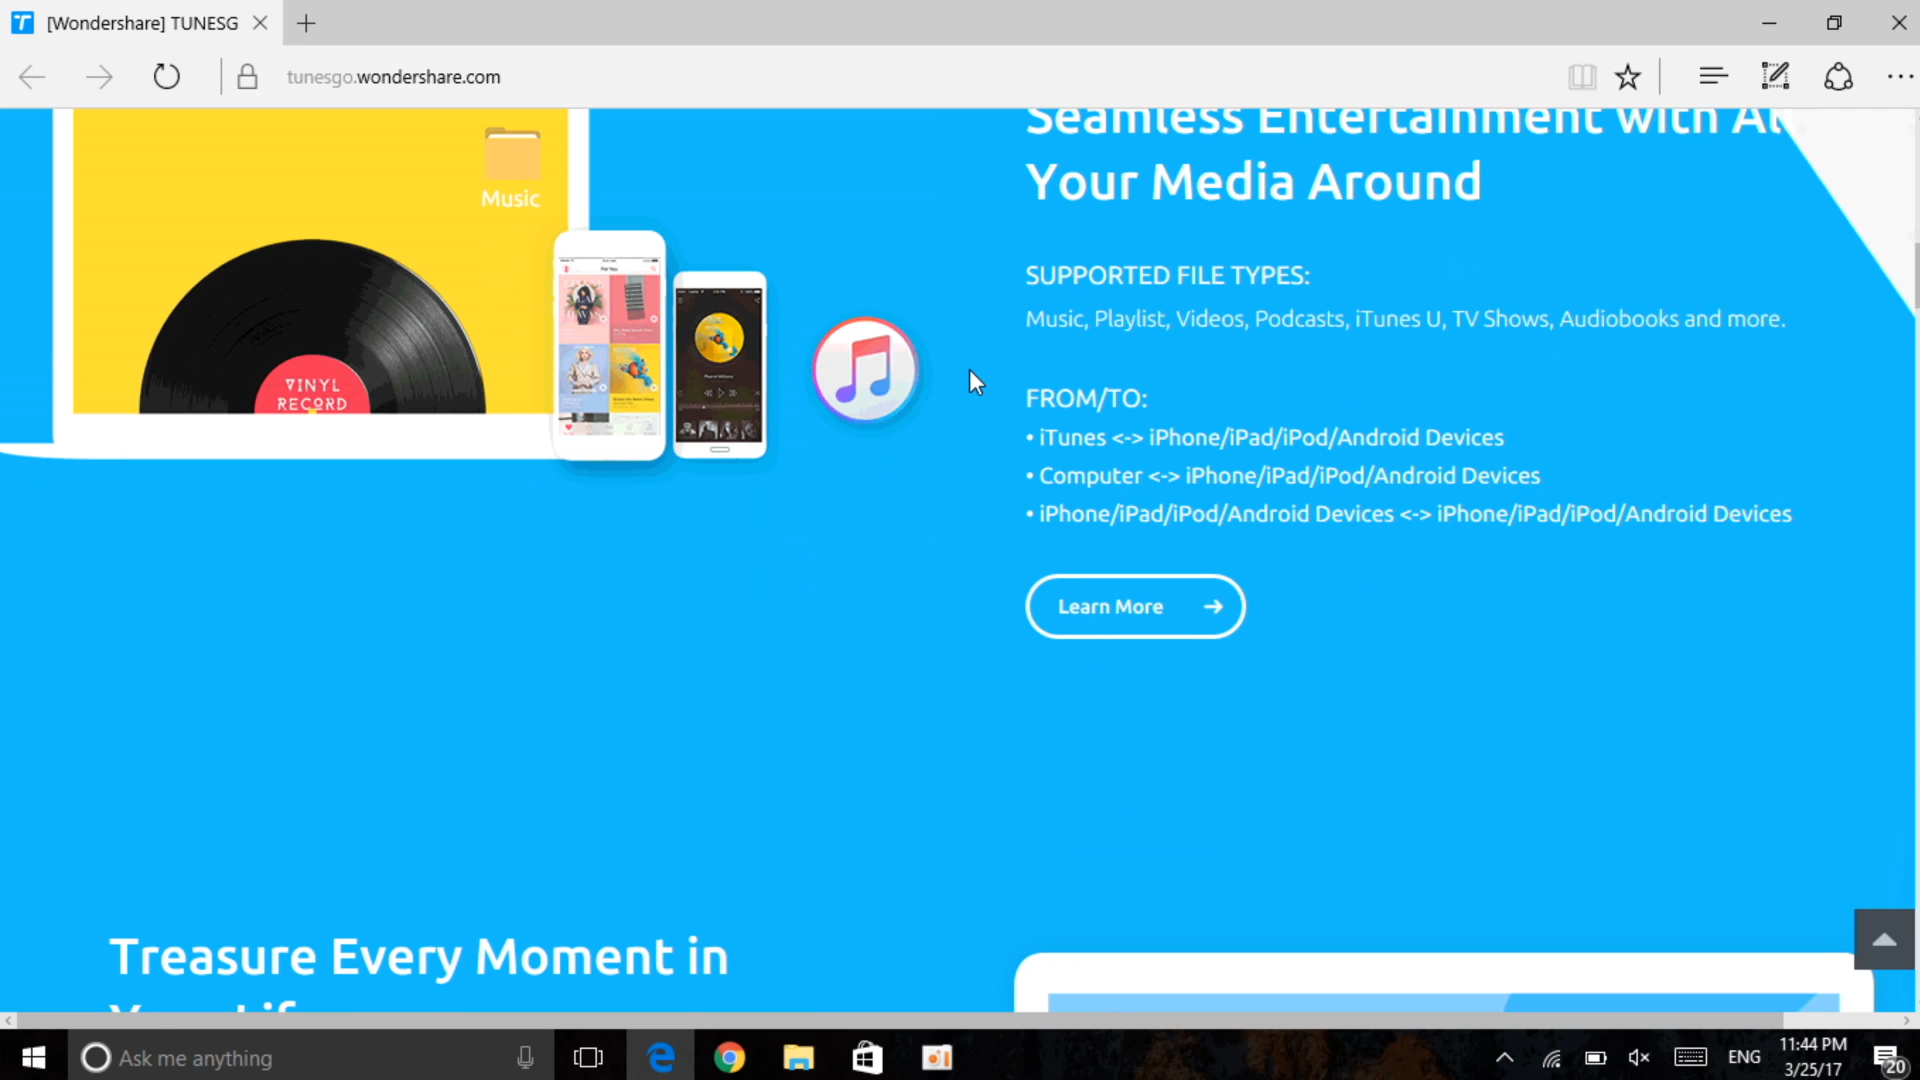 [Wondershare] TUNESG
tunesgo.wondershare.com
Seamless Entertainment with
Your Media Around
Music
VINYL
RECORD
For You
SUPPORTED FILE TYPES:
Music, Playlist, Videos, Podcasts, iTunes U, TV Shows, Audiobooks and more.
FROM/TO:
• iTunes <-> iPhone/iPad/iPod/Android Devices
• Computer <-> iPhone/iPad/iPod/Android Devices
• iPhone/iPad/iPod/Android Devices <-> iPhone/iPad/iPod/Android Devices
Learn More
Treasure Every Moment in
Ask me anything
ENG
11:44 PM
3/25/17
20